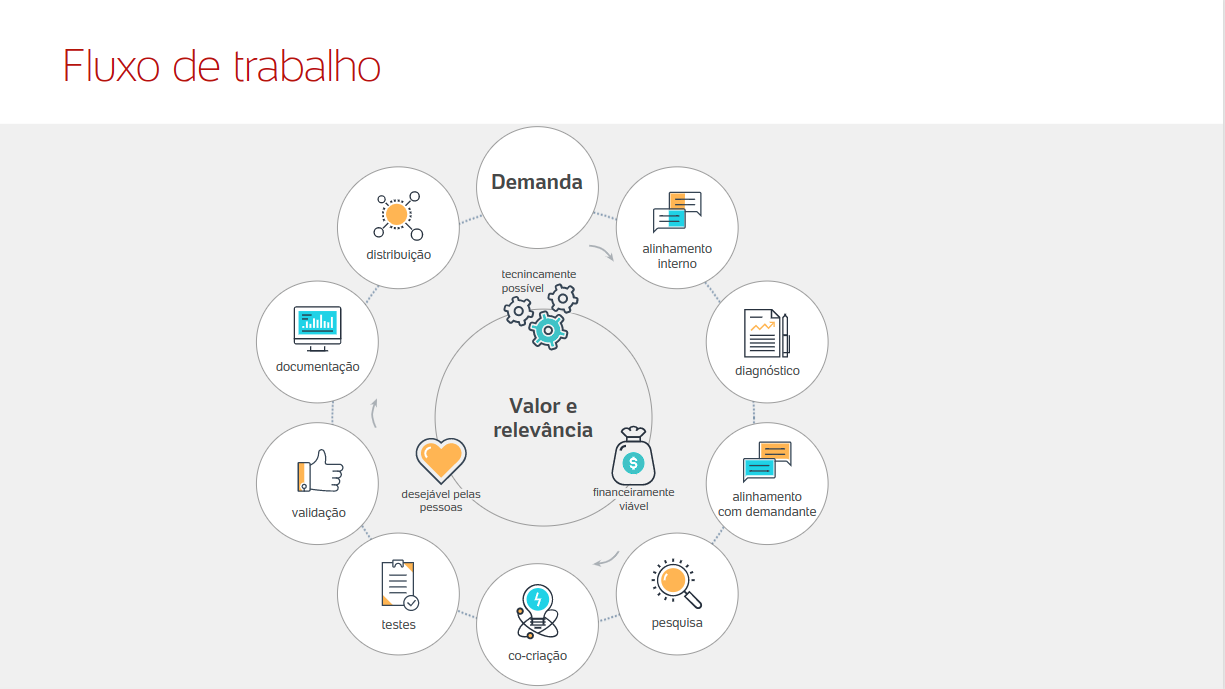 Fluxo de trabalho
Demanda
alinhamento
interno
diagnóstico
alinhamento
com demandante
pesquisa
co-criação
testes
validação
documentação
distribuição
tecnincamente
possível
Valor e
relevância
$
financeiramente
viável
desejável pelas
pessoas